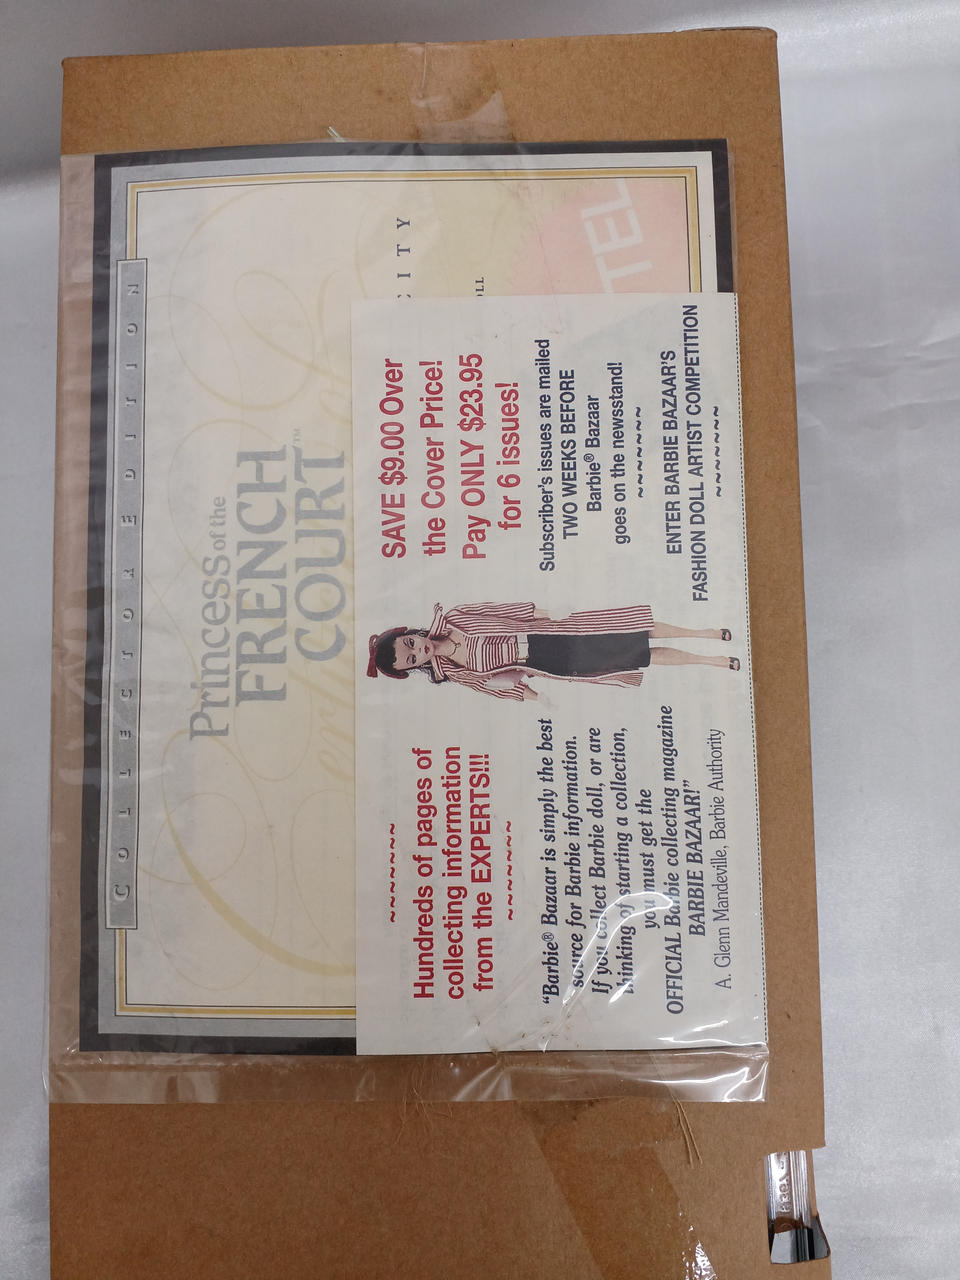 COLLECTOR EDITION
Princess of the
FRENCH
COURT™
CITY
OLL
TEL
~~~~~~~
Hundreds of pages of
collecting information
from the EXPERTS!!!
~~~~~~~
"Barbie® Bazaar is simply the best
source for Barbie information.
If you collect Barbie doll, or are
thinking of starting a collection,
you must get the
OFFICIAL Barbie collecting magazine
BARBIE BAZAAR!"
A. Glenn Mandeville, Barbie Authority
SAVE $9.00 Over
the Cover Price!
Pay ONLY $23.95
for 6 issues!
Subscriber's issues are mailed
TWO WEEKS BEFORE
Barbie® Bazaar
goes on the newsstand!
~~~~~~~
ENTER BARBIE BAZAAR'S
FASHION DOLL ARTIST COMPETITION
~~~~~~~